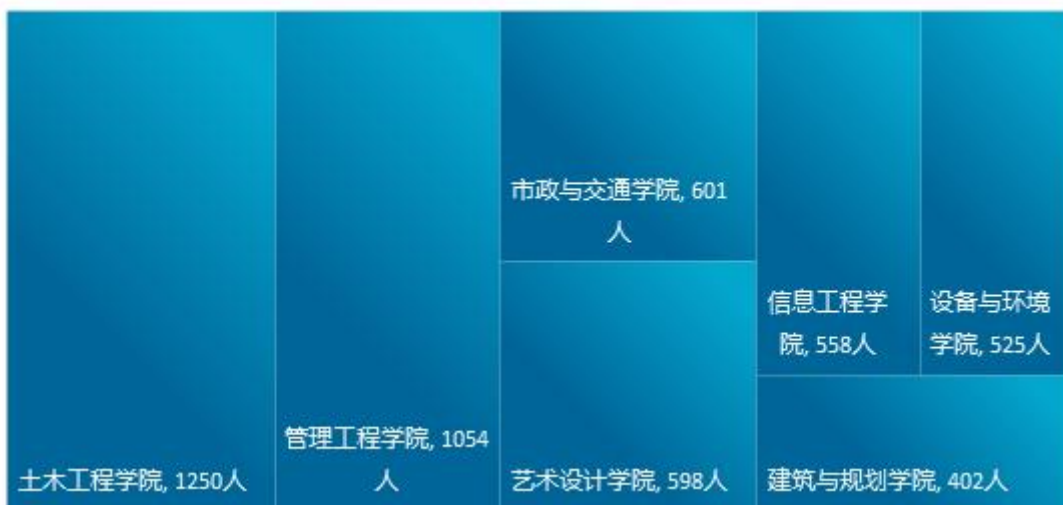 土木工程学院, 1250人
管理工程学院, 1054
人
市政与交通学院, 601
人
艺术设计学院, 598人
信息工程学
院, 558人
设备与环境
学院, 525人
建筑与规划学院, 402人